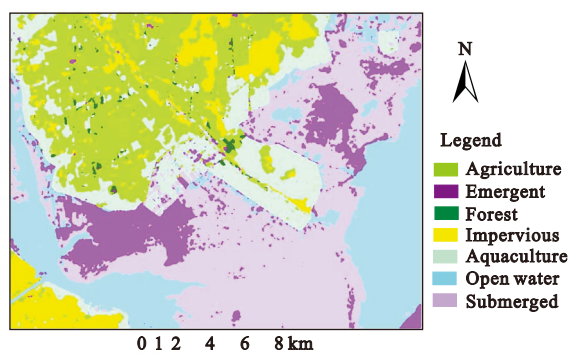 N
Legend
Agriculture
Emergent
Forest
Impervious
Aquaculture
Open water
Submerged
0 1 2 4 6 8 km